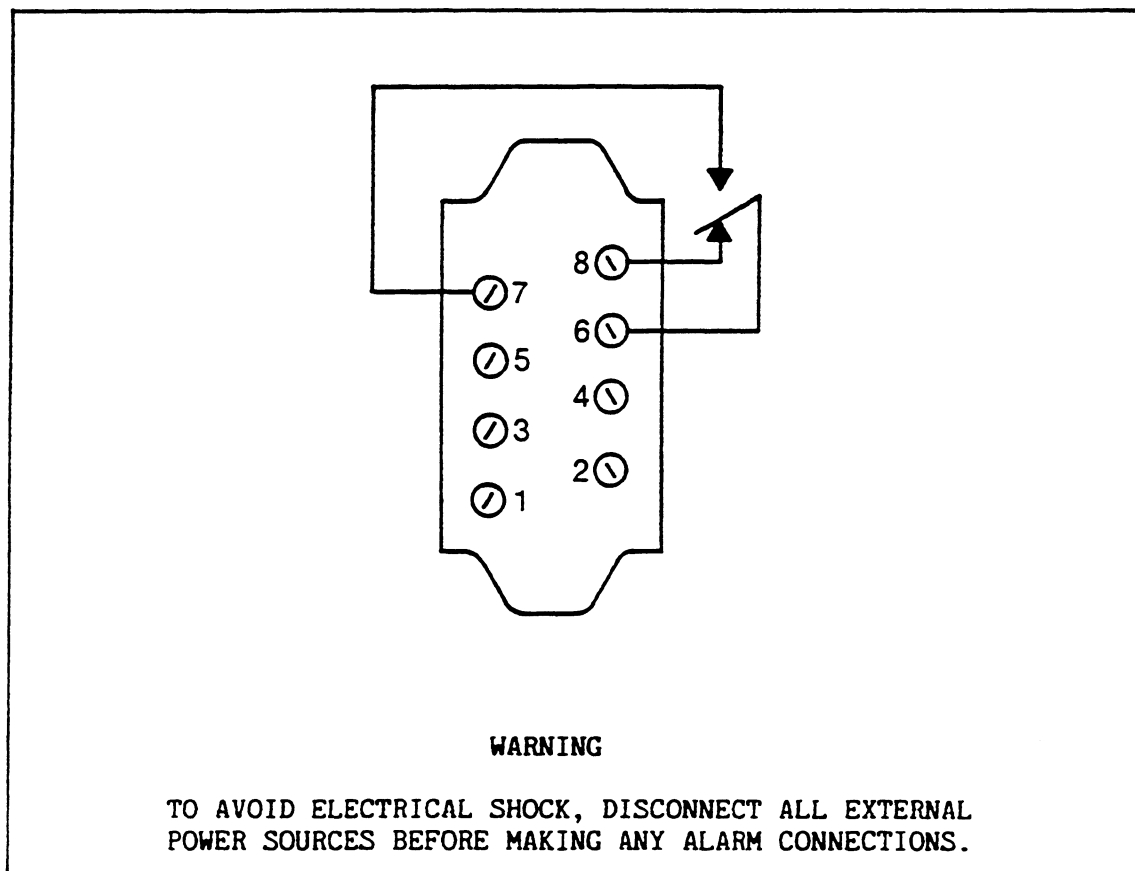 8
7
6
5
4
3
2
1
WARNING
TO AVOID ELECTRICAL SHOCK, DISCONNECT ALL EXTERNAL
POWER SOURCES BEFORE MAKING ANY ALARM CONNECTIONS.